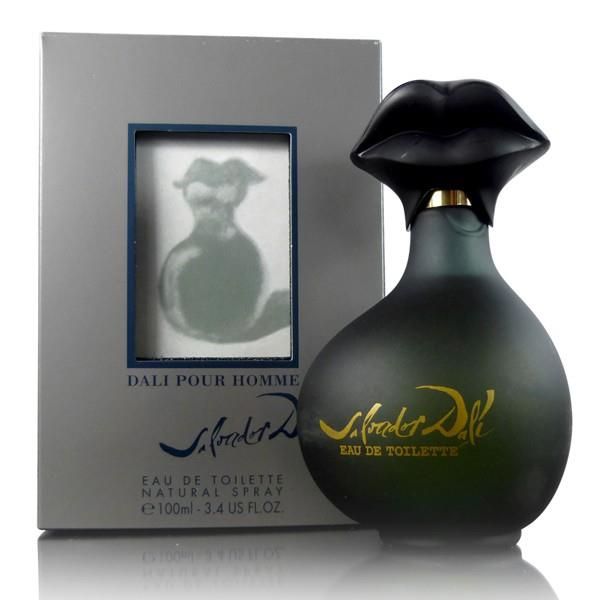 DALI POUR HOMME
Salvador D
EAU DE TOILETTE
NATURAL SPRAY
℮100ml - 3.4 US FL.OZ.
Salvador Dalí
EAU DE TOILETTE